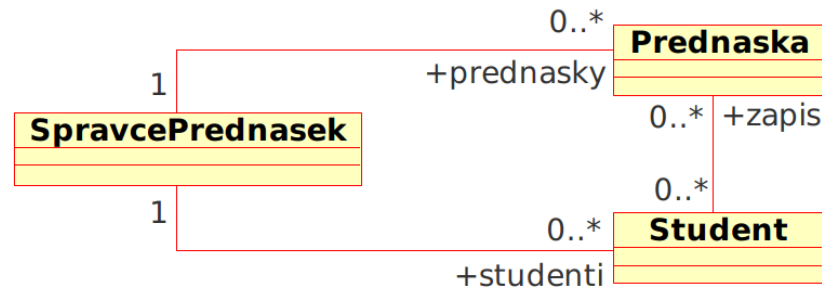 0..*
Prednaska
+prednasky
1
0..* +zapis
SpravcePrednasek
0..*
1
0..*
Student
+studenti